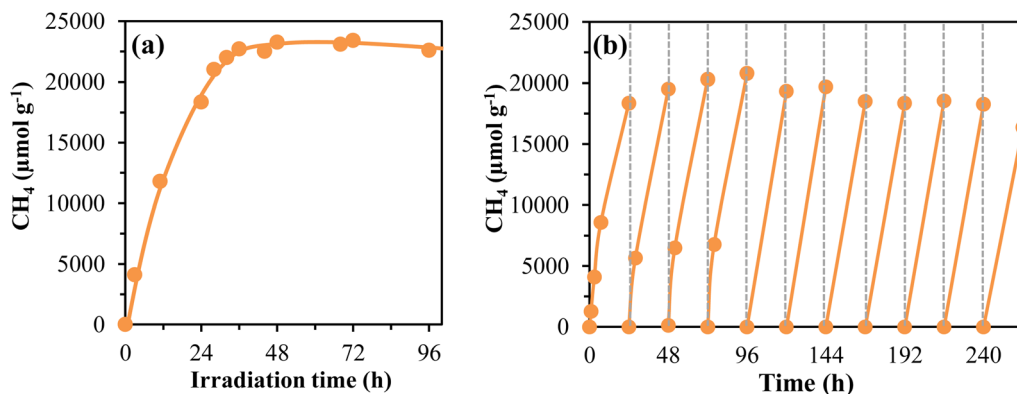 (a)
CH₄ (μmol g⁻¹)
25000
20000
15000
10000
5000
0
0 24 48 72 96
Irradiation time (h)
(b)
CH₄ (μmol g⁻¹)
25000
20000
15000
10000
5000
0
0 48 96 144 192 240
Time (h)